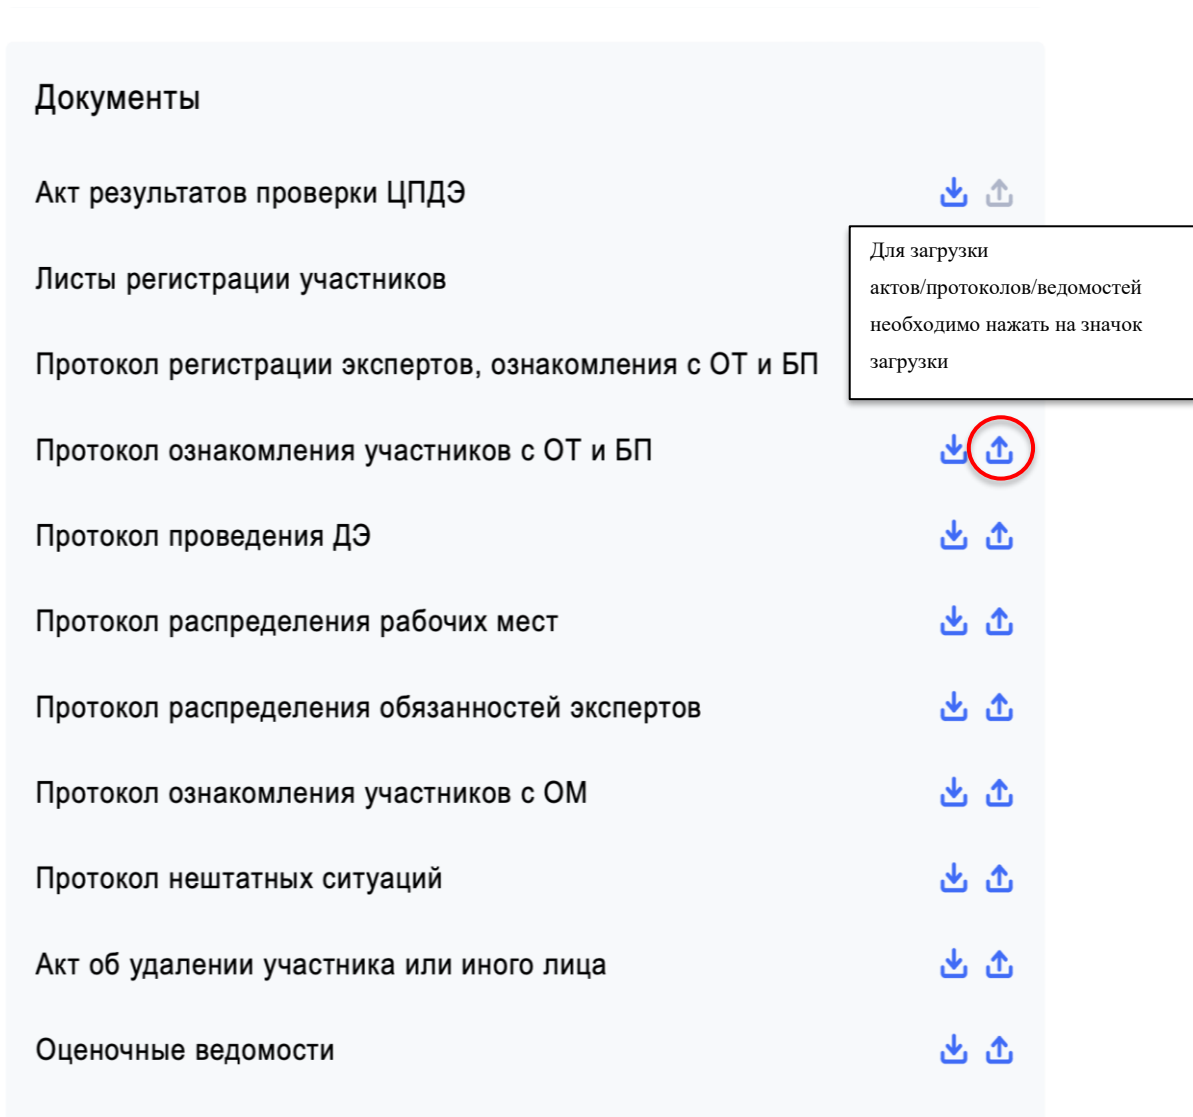 Документы
Акт результатов проверки ЦПДЭ
Листы регистрации участников
Для загрузки
актов/протоколов/ведомостей
необходимо нажать на значок
загрузки
Протокол регистрации экспертов, ознакомления с ОТ и БП
Протокол ознакомления участников с ОТ и БП
Протокол проведения ДЭ
Протокол распределения рабочих мест
Протокол распределения обязанностей экспертов
Протокол ознакомления участников с ОМ
Протокол нештатных ситуаций
Акт об удалении участника или иного лица
Оценочные ведомости